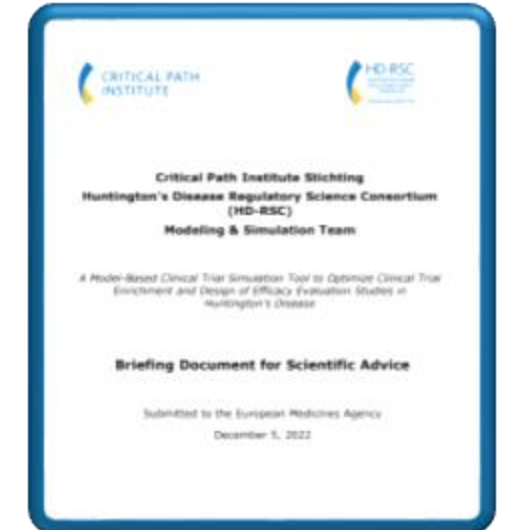 CRITICAL PATH
INSTITUTE
HD-RSC
Critical Path Institute Stichting
Huntington's Disease Regulatory Science Consortium
(HD-RSC)
Modeling & Simulation Team
A Model-Based Clinical Trial Simulation Tool to Optimize Clinical Trial
Enrichment and Design of Efficacy Evaluation Studies in
Huntington's Disease
Briefing Document for Scientific Advice
Submitted to the European Medicines Agency
December 5, 2022